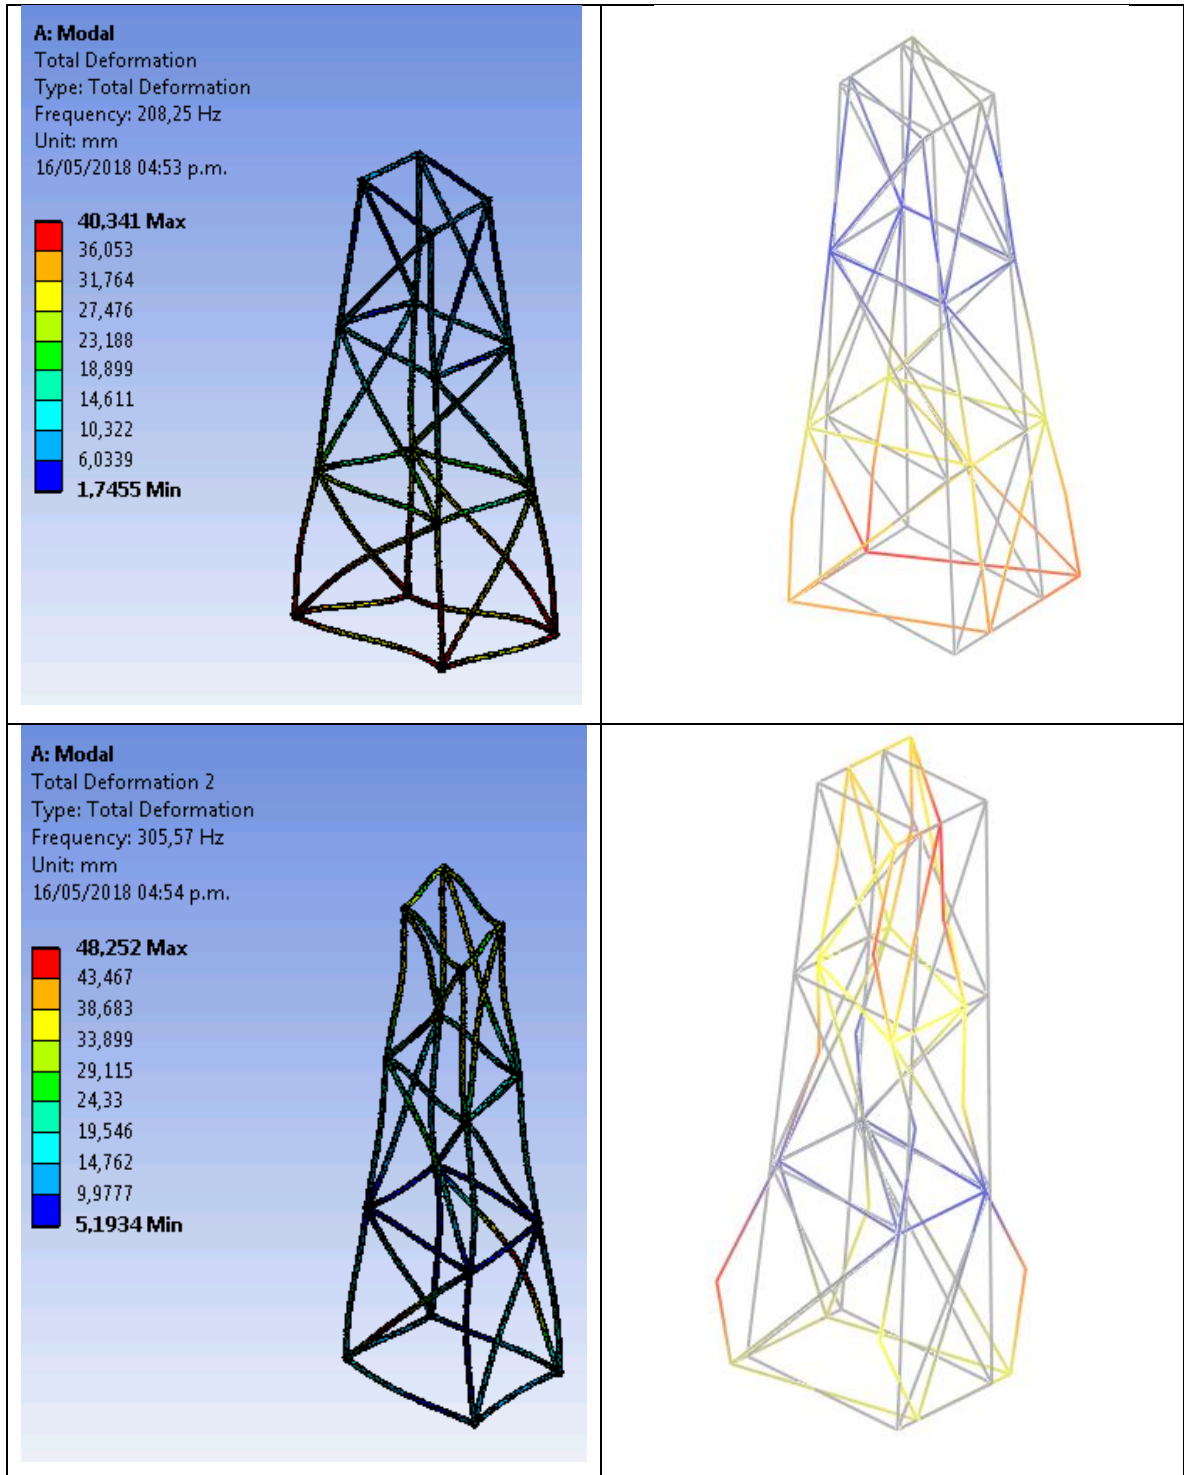 A: Modal
Total Deformation
Type: Total Deformation
Frequency: 208,25 Hz
Unit: mm
16/05/2018 04:53 p.m.
40,341 Max
36,053
31,764
27,476
23,188
18,899
14,611
10,322
6,0339
1,7455 Min
A: Modal
Total Deformation 2
Type: Total Deformation
Frequency: 305,57 Hz
Unit: mm
16/05/2018 04:54 p.m.
48,252 Max
43,467
38,683
33,899
29,115
24,33
19,546
14,762
9,9777
5,1934 Min